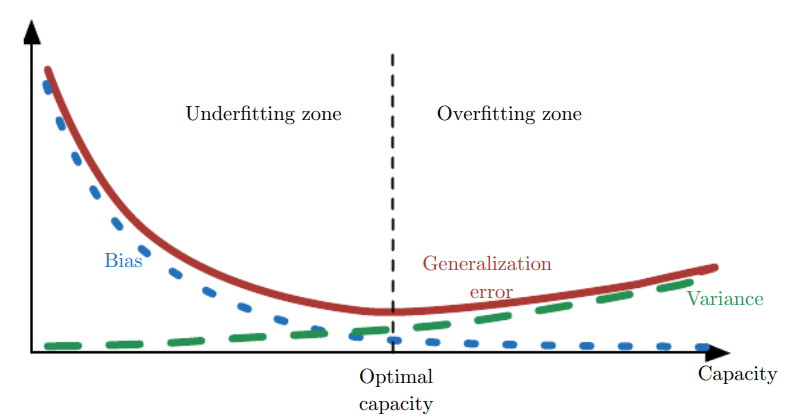 Underfitting zone
Overfitting zone
Bias
Generalization
error
Variance
Optimal
capacity
Capacity